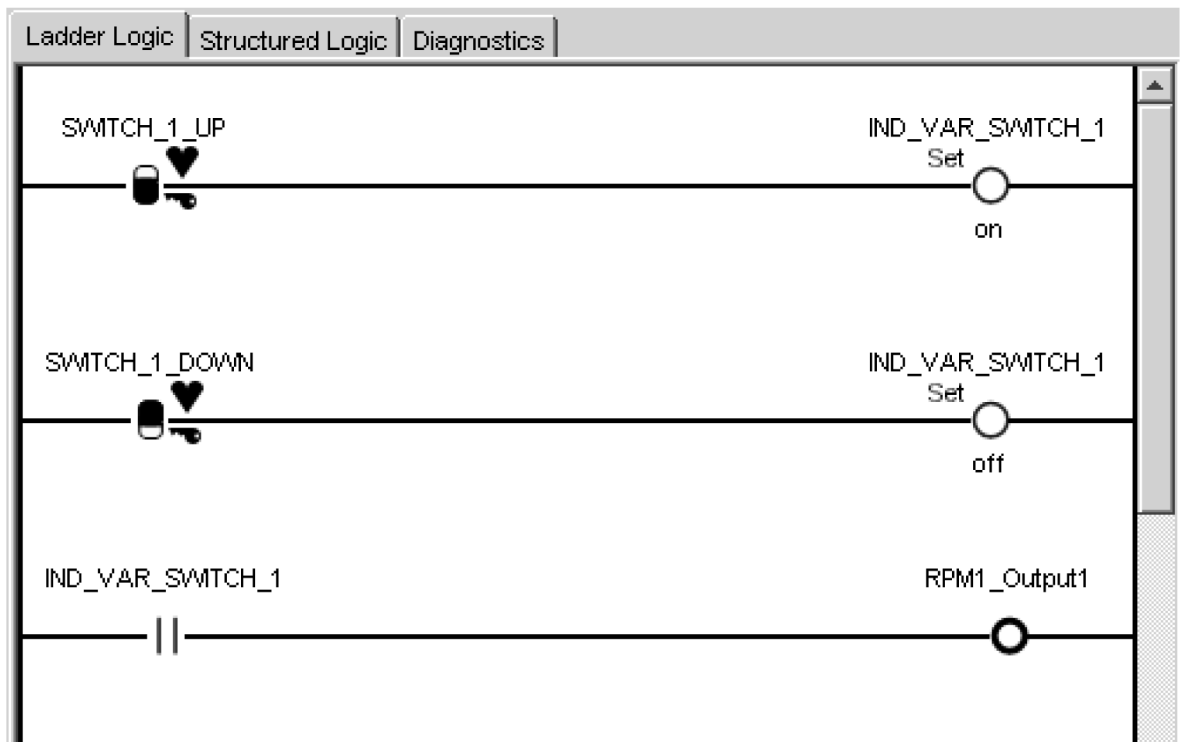 Ladder Logic Structured Logic Diagnostics
SWITCH_1_UP IND_VAR_SWITCH_1
Set
on
SWITCH_1_DOWN IND_VAR_SWITCH_1
Set
off
IND_VAR_SWITCH_1 RPM1_Output1